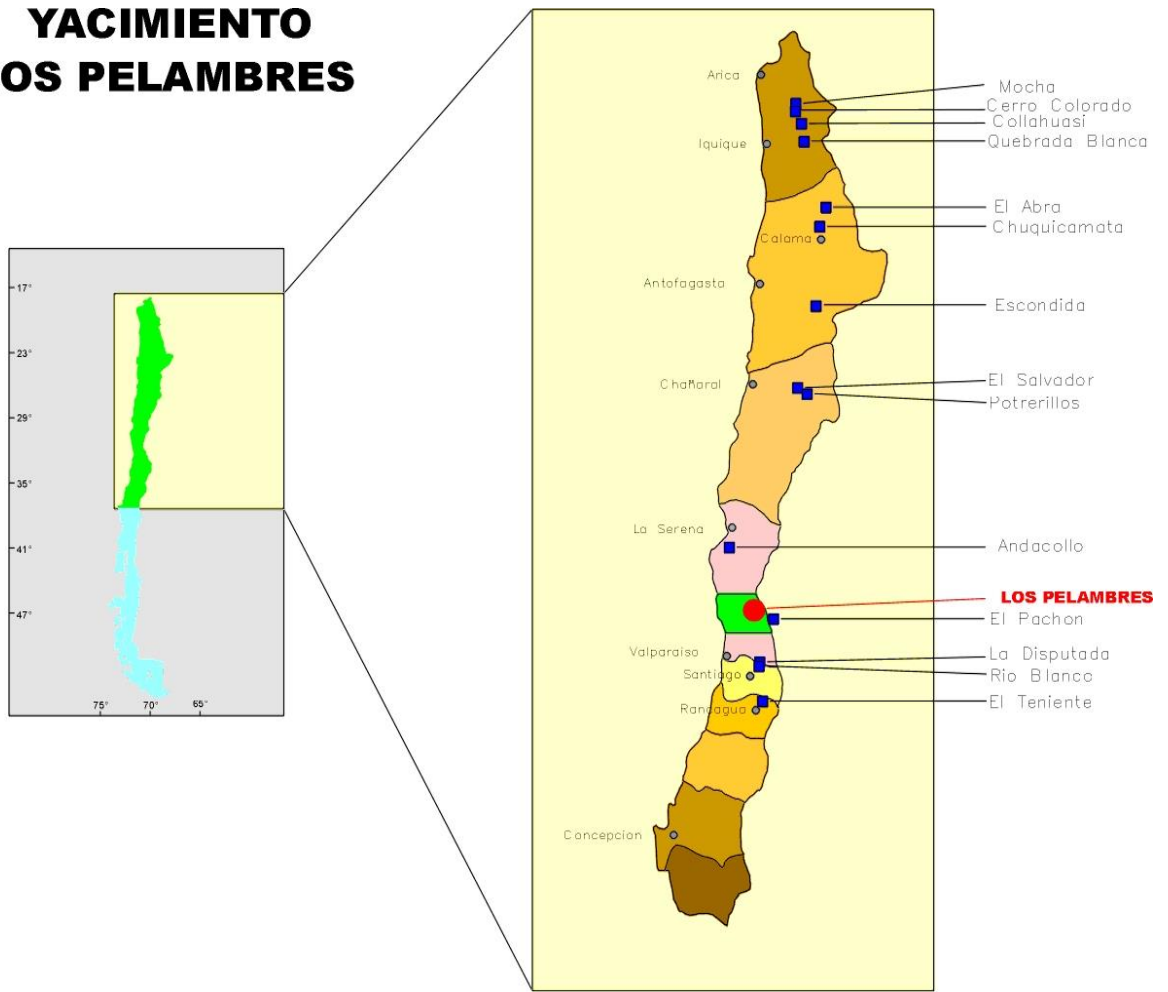 YACIMIENTO
OS PELAMBRES
17°
23°
29°
35°
41°
47°
75° 70° 65°
Arica
Iquique
Calama
Antofagasta
ChaMaral
La Serena
Valparaiso
Santiago
Rancagua
Concepcion
Mocha
Cerro Colorado
Collahuasi
Quebrada Blanca
El Abra
Chuquicamata
Escondida
El Salvador
Potrerillos
Andacollo
LOS PELAMBRES
El Pachon
La Disputada
Rio Blanco
El Teniente